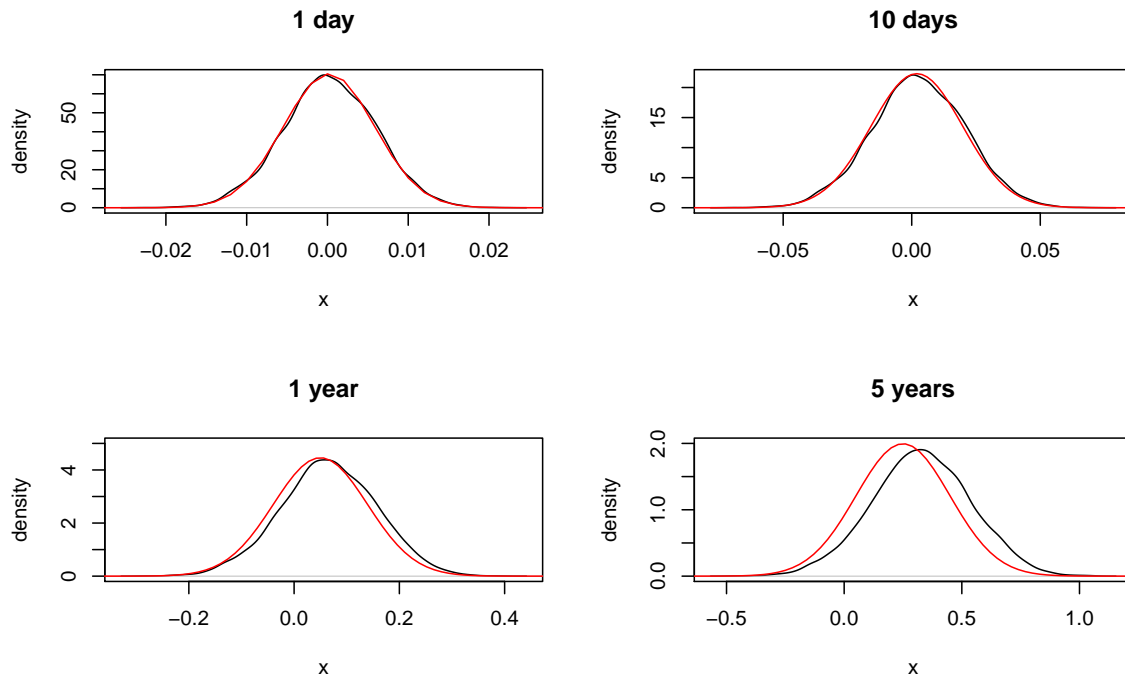 1 day
density
0 20 50
−0.02 −0.01 0.00 0.01 0.02
x
10 days
density
0 5 15
−0.05 0.00 0.05
x
1 year
density
0 2 4
−0.2 0.0 0.2 0.4
x
5 years
density
0.0 1.0 2.0
−0.5 0.0 0.5 1.0
x